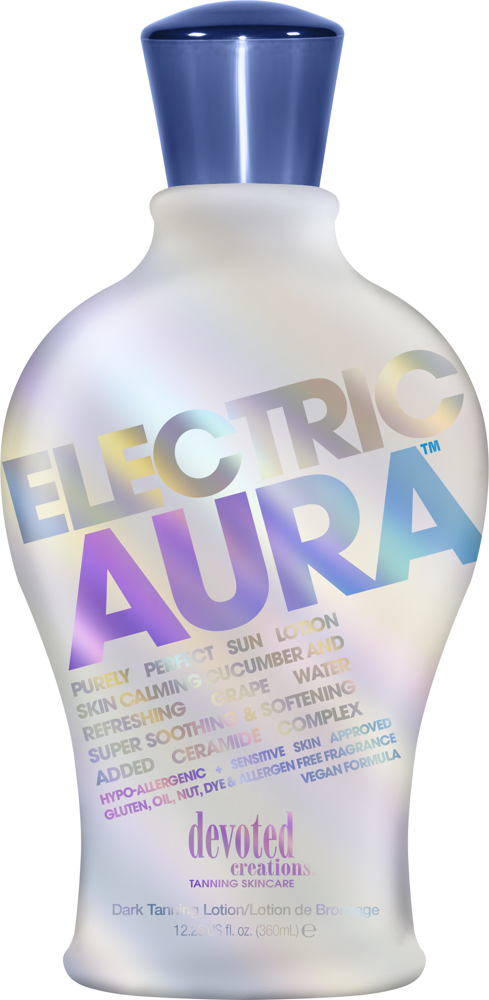 ELECTRIC
AURA™
PURELY PERFECT SUN LOTION
SKIN CALMING CUCUMBER AND
REFRESHING GRAPE WATER
SUPER SOOTHING & SOFTENING
ADDED CERAMIDE COMPLEX
HYPO-ALLERGENIC + SENSITIVE SKIN APPROVED
GLUTEN, OIL, NUT, DYE & ALLERGEN FREE FRAGRANCE
VEGAN FORMULA
devoted
creations®
TANNING SKINCARE
Dark Tanning Lotion/Lotion de Bronzage
12.25 US fl. oz. (360mL) ℮